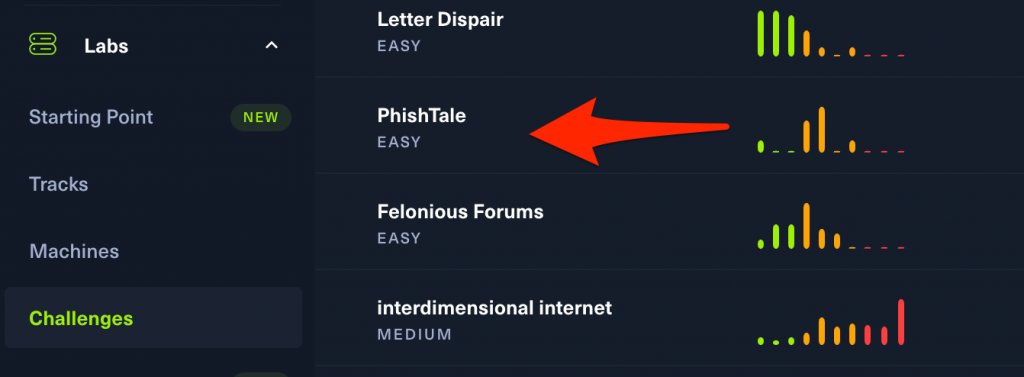 Labs
Starting Point
NEW
Tracks
Machines
Challenges
Letter Dispair
EASY
PhishTale
EASY
Felonious Forums
EASY
interdimensional internet
MEDIUM